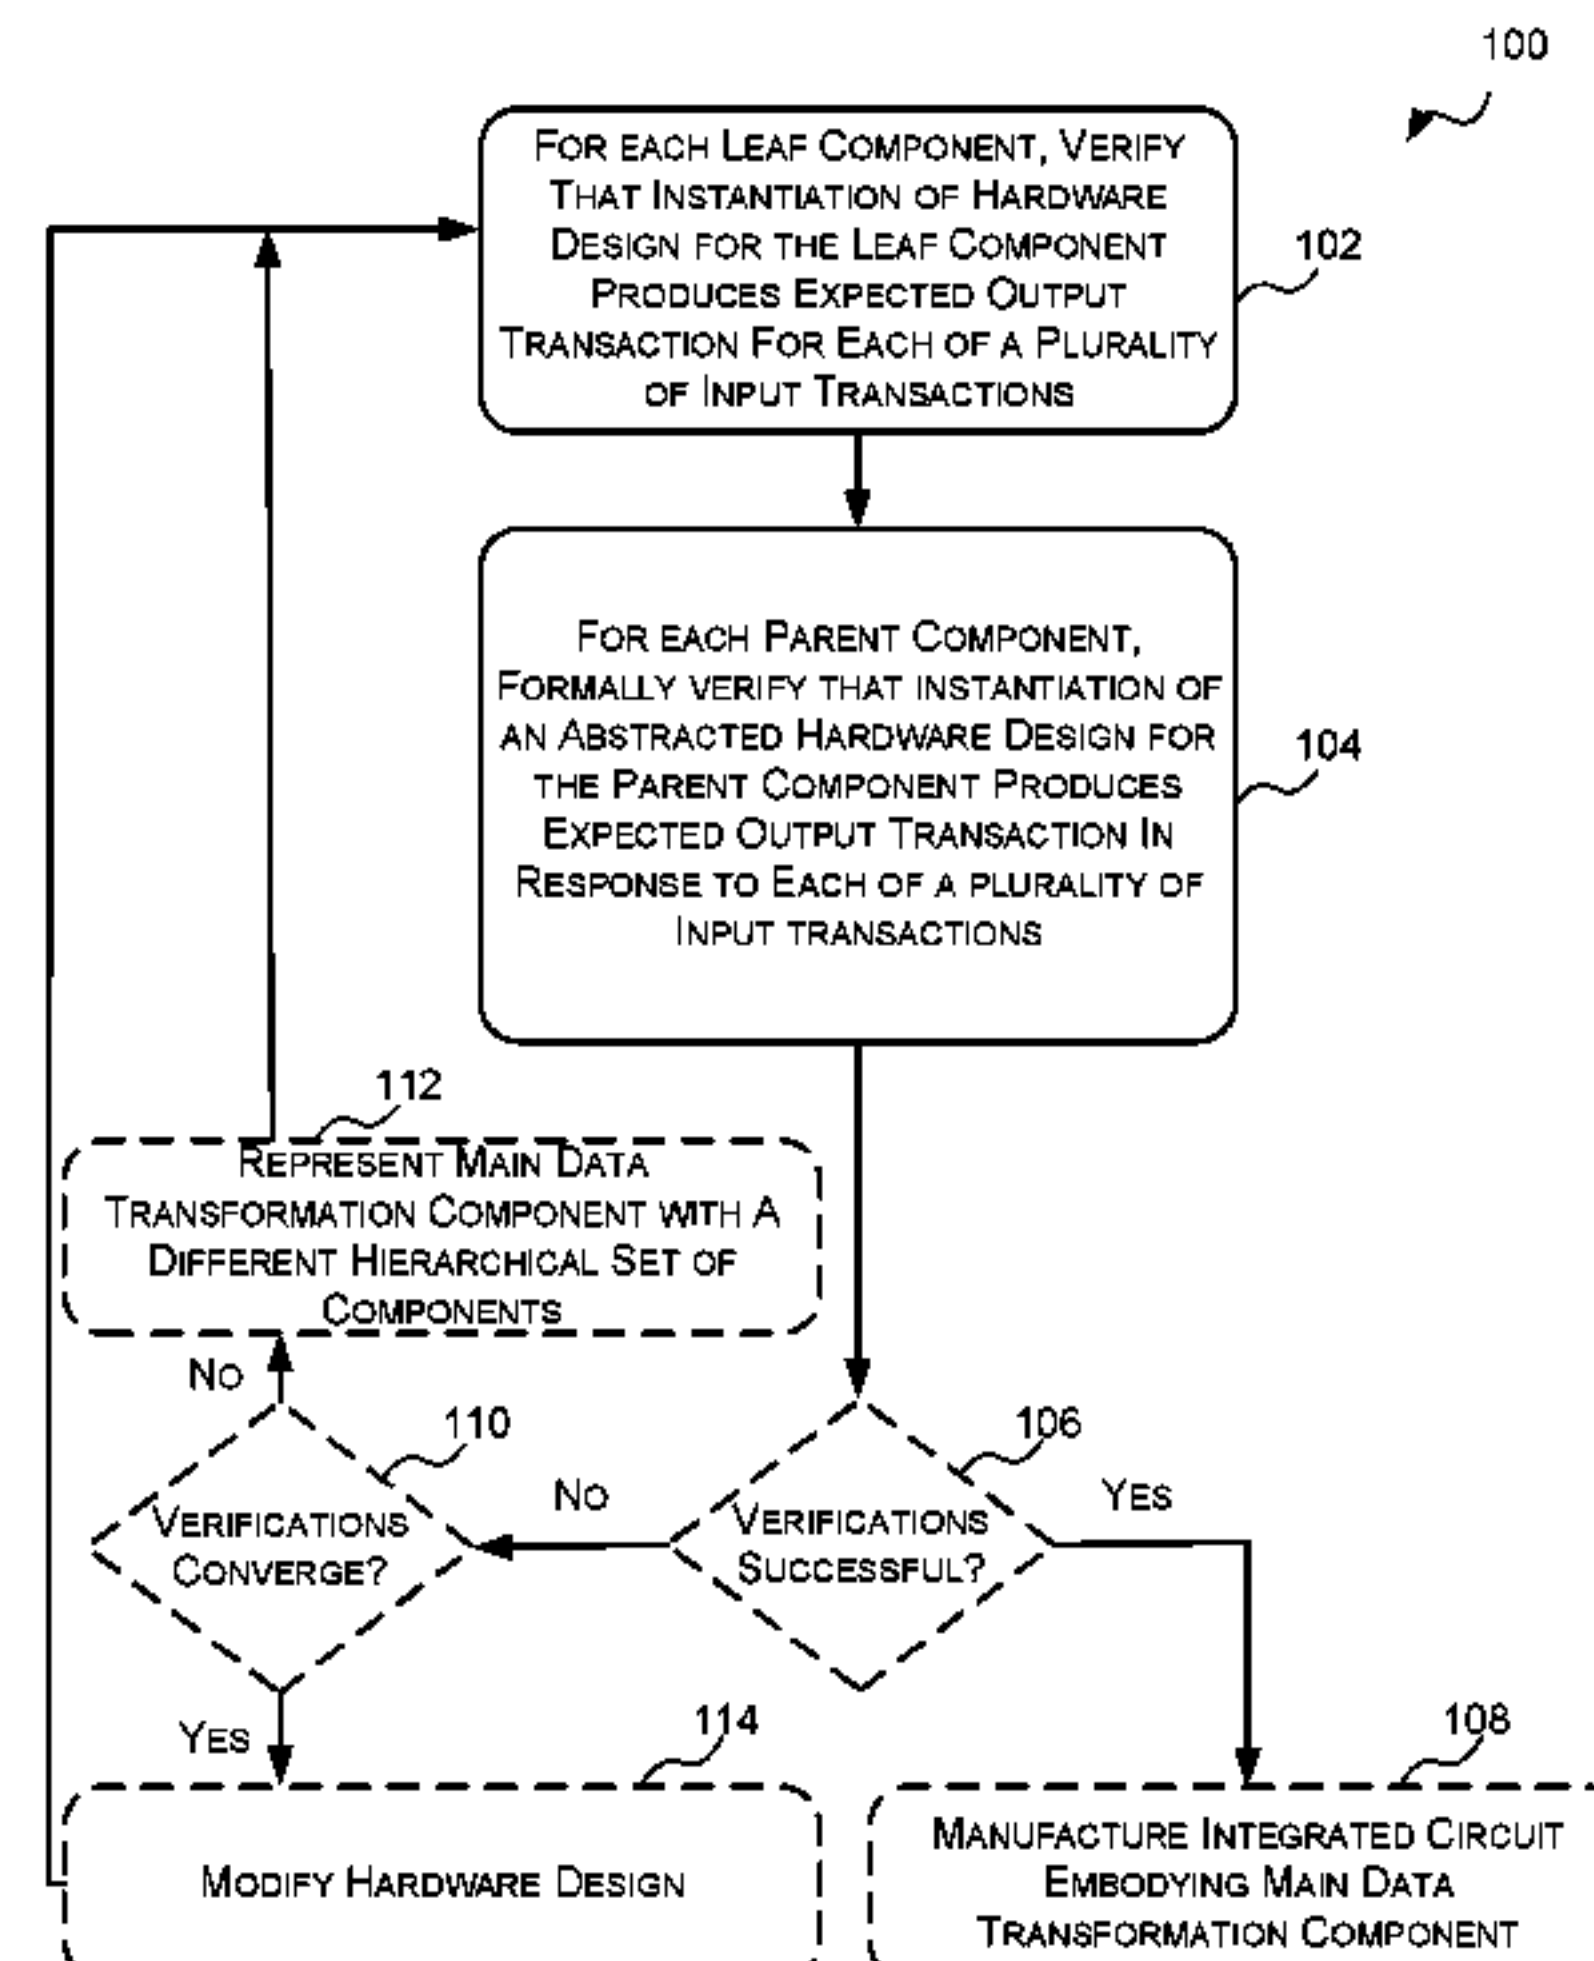 100
FOR EACH LEAF COMPONENT, VERIFY
THAT INSTANTIATION OF HARDWARE
DESIGN FOR THE LEAF COMPONENT
PRODUCES EXPECTED OUTPUT
TRANSACTION FOR EACH OF A PLURALITY
OF INPUT TRANSACTIONS
102
FOR EACH PARENT COMPONENT,
FORMALLY VERIFY THAT INSTANTIATION OF
AN ABSTRACTED HARDWARE DESIGN FOR
THE PARENT COMPONENT PRODUCES
EXPECTED OUTPUT TRANSACTION IN
RESPONSE TO EACH OF A PLURALITY OF
INPUT TRANSACTIONS
104
112
REPRESENT MAIN DATA
TRANSFORMATION COMPONENT WITH A
DIFFERENT HIERARCHICAL SET OF
COMPONENTS
NO
110
VERIFICATIONS
CONVERGE?
NO
106
VERIFICATIONS
SUCCESSFUL?
YES
YES
114
MODIFY HARDWARE DESIGN
108
MANUFACTURE INTEGRATED CIRCUIT
EMBODYING MAIN DATA
TRANSFORMATION COMPONENT